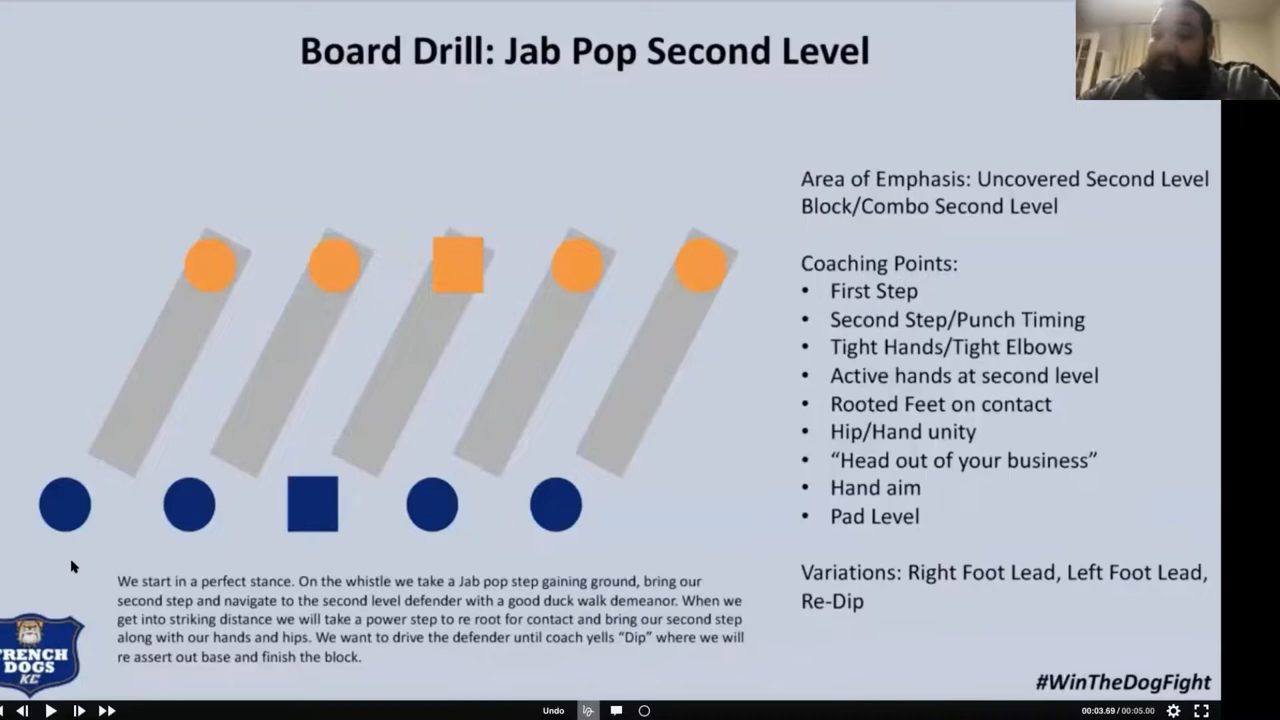 Board Drill: Jab Pop Second Level
Area of Emphasis: Uncovered Second Level
Block/Combo Second Level
Coaching Points:
• First Step
• Second Step/Punch Timing
• Tight Hands/Tight Elbows
• Active hands at second level
• Rooted Feet on contact
• Hip/Hand unity
• “Head out of your business”
• Hand aim
• Pad Level
Variations: Right Foot Lead, Left Foot Lead,
Re-Dip
We start in a perfect stance. On the whistle we take a Jab pop step gaining ground, bring our
second step and navigate to the second level defender with a good duck walk demeanor. When we
get into striking distance we will take a power step to re root for contact and bring our second step
along with our hands and hips. We want to drive the defender until coach yells “Dip” where we will
re assert out base and finish the block.
RENCH
DOGS
KC
#WinTheDogFight
Undo
00:03.69 / 00:05.00